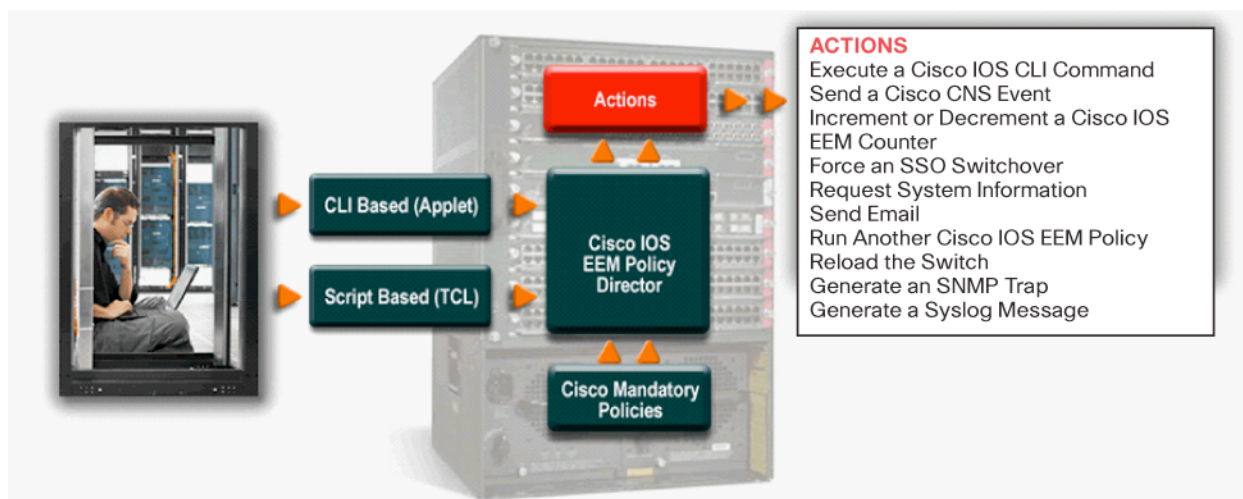 CLI Based (Applet)
Script Based (TCL)
Actions
Cisco IOS
EEM Policy
Director
Cisco Mandatory
Policies
ACTIONS
Execute a Cisco IOS CLI Command
Send a Cisco CNS Event
Increment or Decrement a Cisco IOS
EEM Counter
Force an SSO Switchover
Request System Information
Send Email
Run Another Cisco IOS EEM Policy
Reload the Switch
Generate an SNMP Trap
Generate a Syslog Message